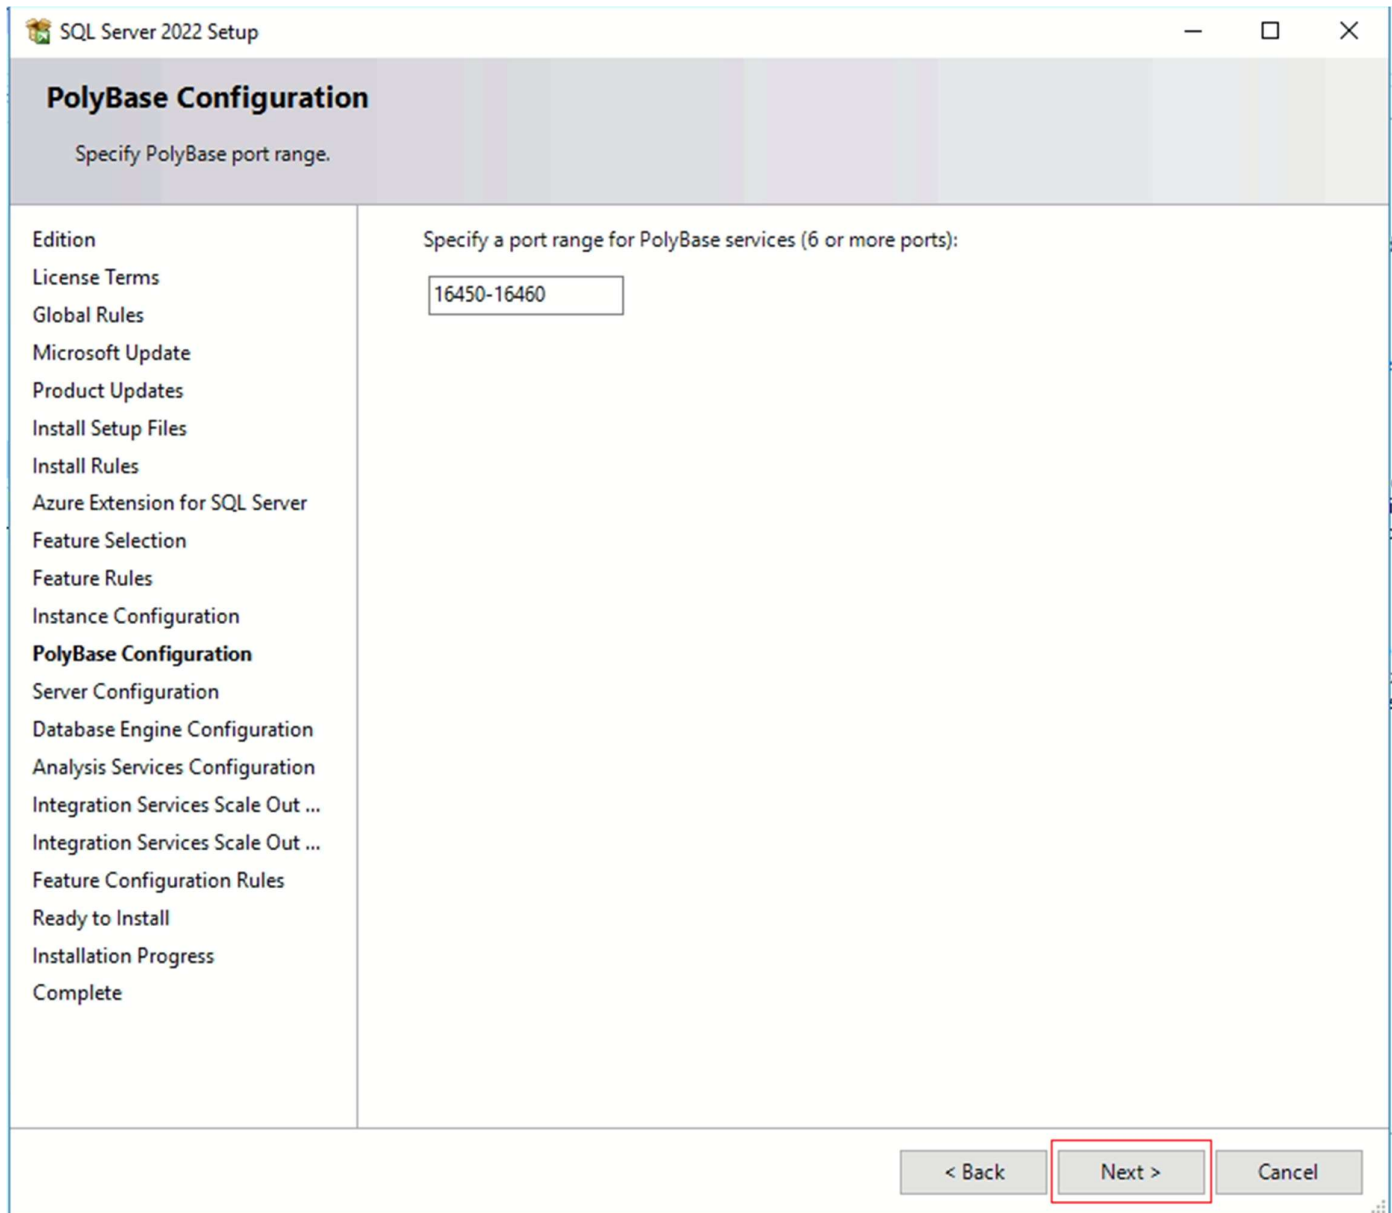 SQL Server 2022 Setup
PolyBase Configuration
Specify PolyBase port range.
Edition
License Terms
Global Rules
Microsoft Update
Product Updates
Install Setup Files
Install Rules
Azure Extension for SQL Server
Feature Selection
Feature Rules
Instance Configuration
PolyBase Configuration
Server Configuration
Database Engine Configuration
Analysis Services Configuration
Integration Services Scale Out ...
Integration Services Scale Out ...
Feature Configuration Rules
Ready to Install
Installation Progress
Complete
Specify a port range for PolyBase services (6 or more ports):
16450-16460
< Back
Next >
Cancel